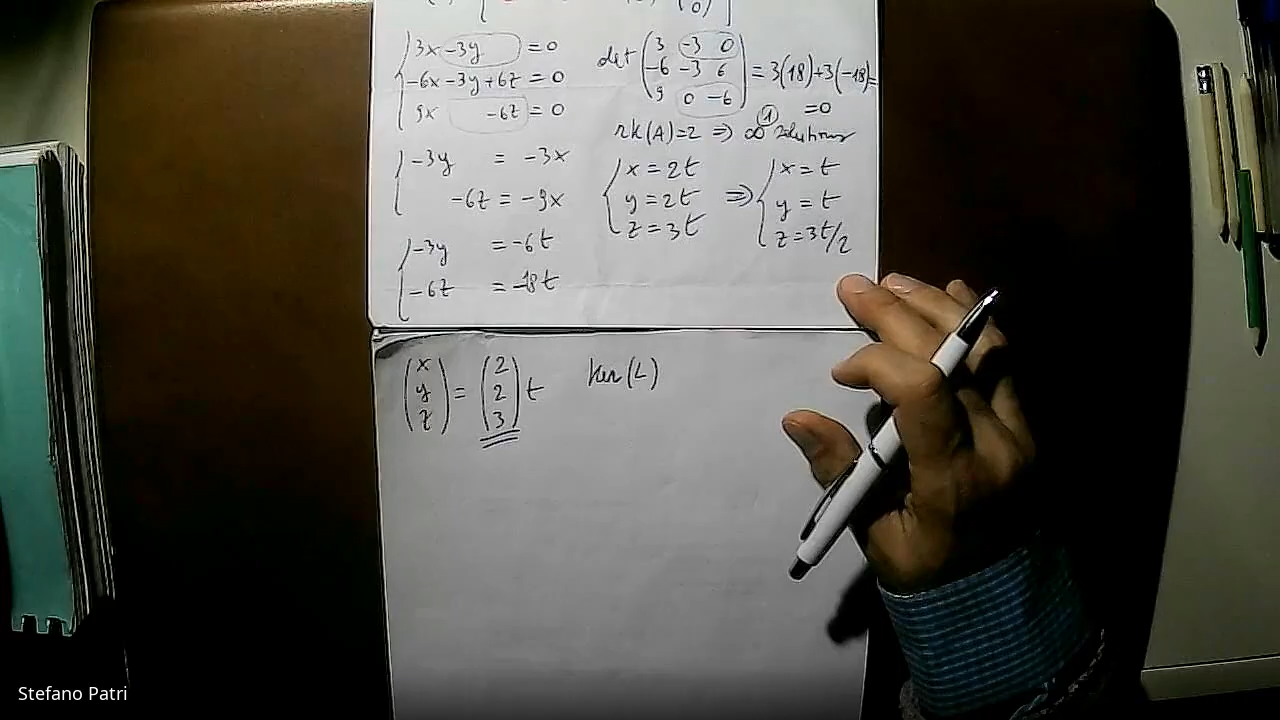 3x -3y = 0
-6x -3y +6z = 0
9x -6z = 0
det ( 3 -3 0
-6 -3 6
9 0 -6 ) = 3(18)+3(-18)=
= 0
rk(A)=2 ⇒ ∞ ① solutions
{ -3y = -3x
-6z = -9x
{ x = 2t
y = 2t
z = 3t
⇒ { x = t
y = t
z = 3t/2
{ -3y = -6t
-6z = -18t
( x
y
z ) = ( 2
2
3 ) t
Ker(L)
Stefano Patri